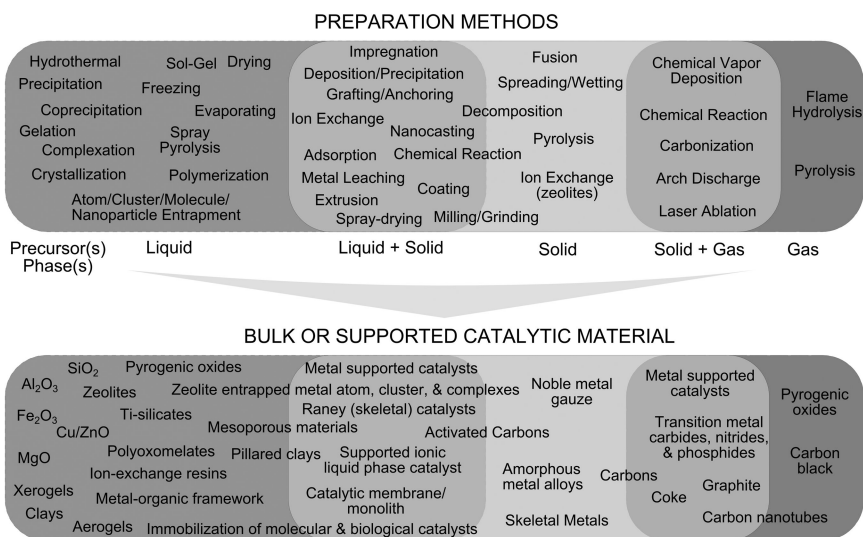 PREPARATION METHODS
Hydrothermal
Sol-Gel
Drying
Precipitation
Freezing
Coprecipitation
Evaporating
Gelation
Spray
Pyrolysis
Complexation
Crystallization
Polymerization
Atom/Cluster/Molecule/
Nanoparticle Entrapment
Impregnation
Deposition/Precipitation
Grafting/Anchoring
Ion Exchange
Nanocasting
Adsorption
Chemical Reaction
Metal Leaching
Coating
Extrusion
Spray-drying
Milling/Grinding
Fusion
Spreading/Wetting
Decomposition
Pyrolysis
Ion Exchange
(zeolites)
Chemical Vapor
Deposition
Chemical Reaction
Carbonization
Arch Discharge
Laser Ablation
Flame
Hydrolysis
Pyrolysis
Precursor(s)
Phase(s)
Liquid
Liquid + Solid
Solid
Solid + Gas
Gas
BULK OR SUPPORTED CATALYTIC MATERIAL
SiO2
Pyrogenic oxides
Al2O3
Zeolites
Zeolite entrapped metal atom, cluster, & complexes
Fe2O3
Ti-silicates
Cu/ZnO
Mesoporous materials
MgO
Polyoxomelates
Pillared clays
Ion-exchange resins
Xerogels
Metal-organic framework
Clays
Aerogels
Immobilization of molecular & biological catalysts
Metal supported catalysts
Raney (skeletal) catalysts
Activated Carbons
Supported ionic
liquid phase catalyst
Catalytic membrane/
monolith
Noble metal
gauze
Amorphous
metal alloys
Skeletal Metals
Carbons
Metal supported
catalysts
Transition metal
carbides, nitrides,
& phosphides
Graphite
Coke
Carbon nanotubes
Pyrogenic
oxides
Carbon
black